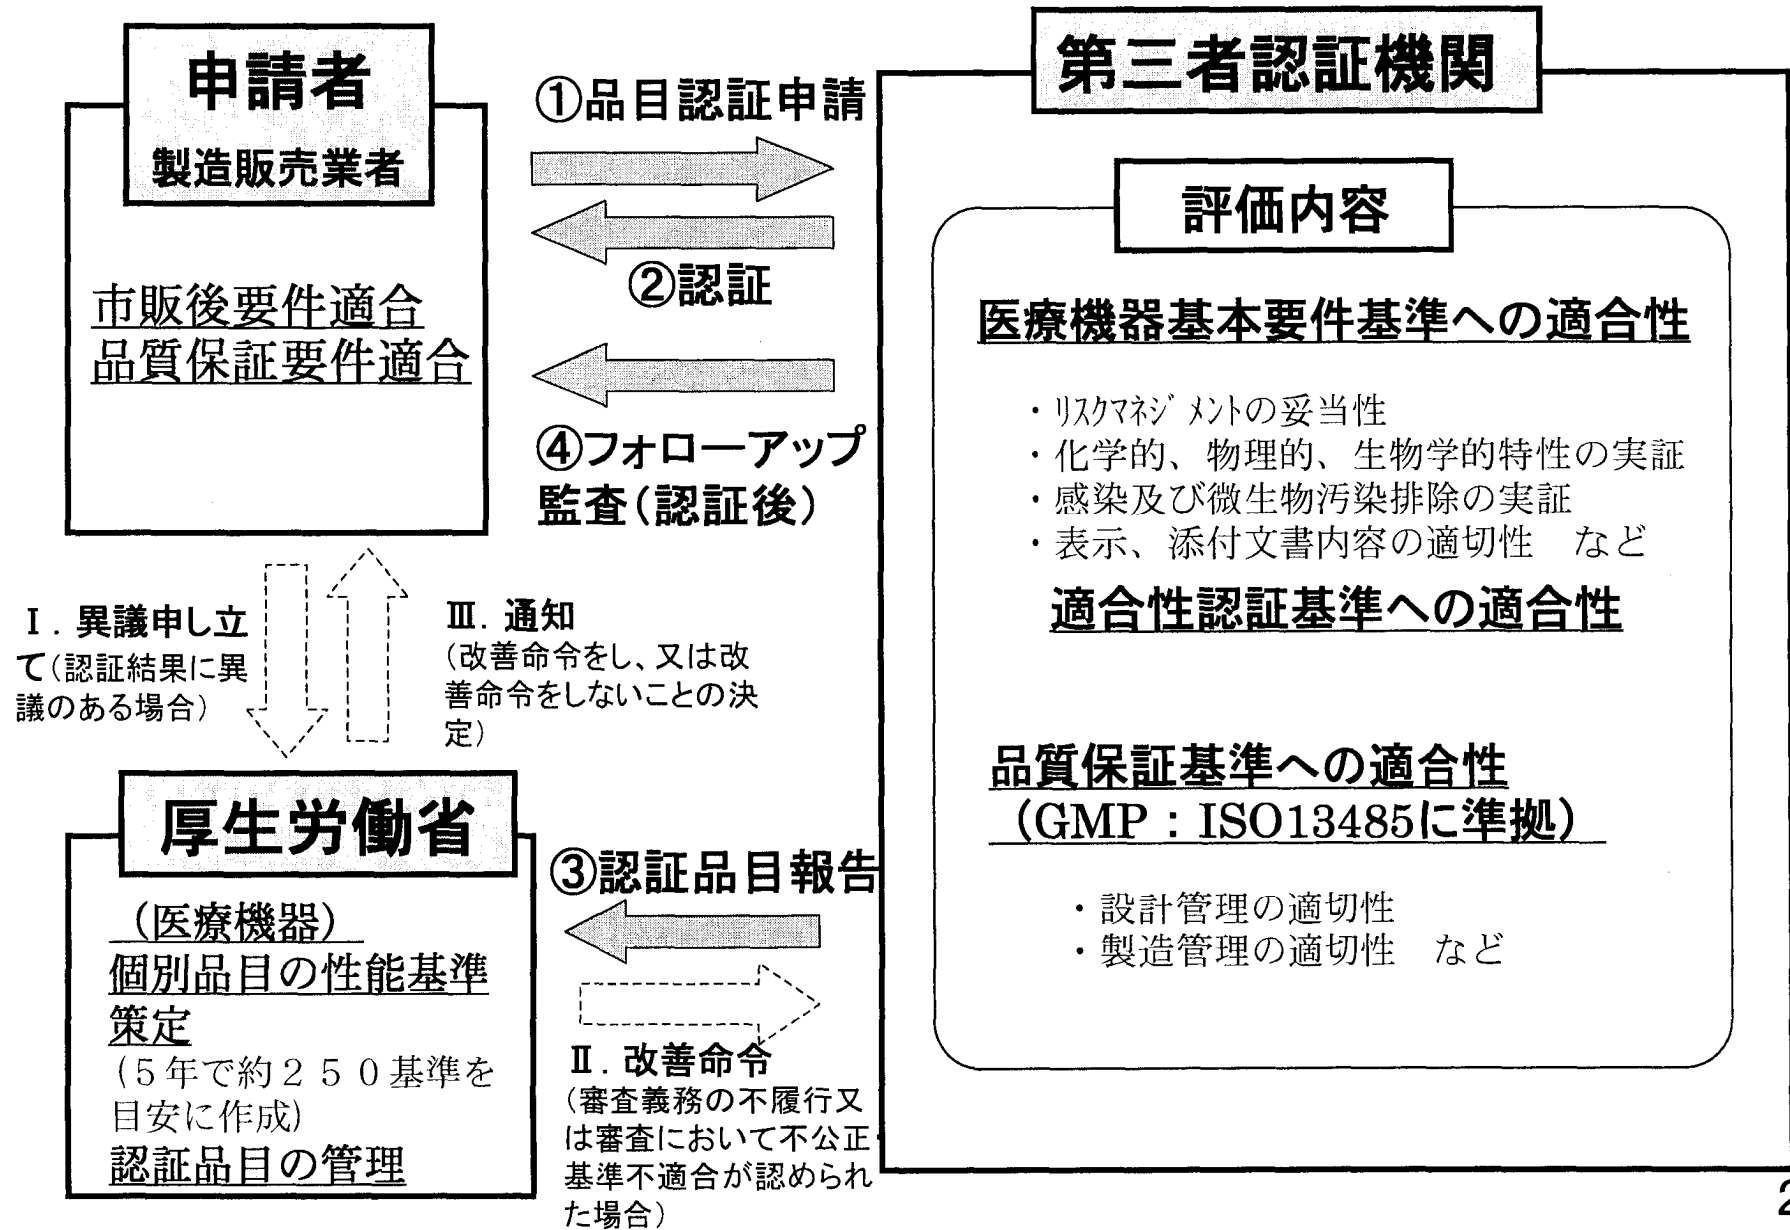 申請者
製造販売業者
市販後要件適合
品質保証要件適合
①品目認証申請
②認証
④フォローアップ
監査(認証後)
Ⅰ. 異議申し立
て(認証結果に異
議のある場合)
Ⅲ. 通知
(改善命令をし、又は改
善命令をしないことの決
定)
厚生労働省
(医療機器)
個別品目の性能基準
策定
(5年で約250基準を
目安に作成)
認証品目の管理
③認証品目報告
Ⅱ. 改善命令
(審査義務の不履行又
は審査において不公正・
基準不適合が認められ
た場合)
第三者認証機関
評価内容
医療機器基本要件基準への適合性
・ﾘｽｸﾏﾈｼﾞﾒﾝﾄの妥当性
・化学的、物理的、生物学的特性の実証
・感染及び微生物汚染排除の実証
・表示、添付文書内容の適切性 など
適合性認証基準への適合性
品質保証基準への適合性
(GMP：ISO13485に準拠)
・設計管理の適切性
・製造管理の適切性 など
2